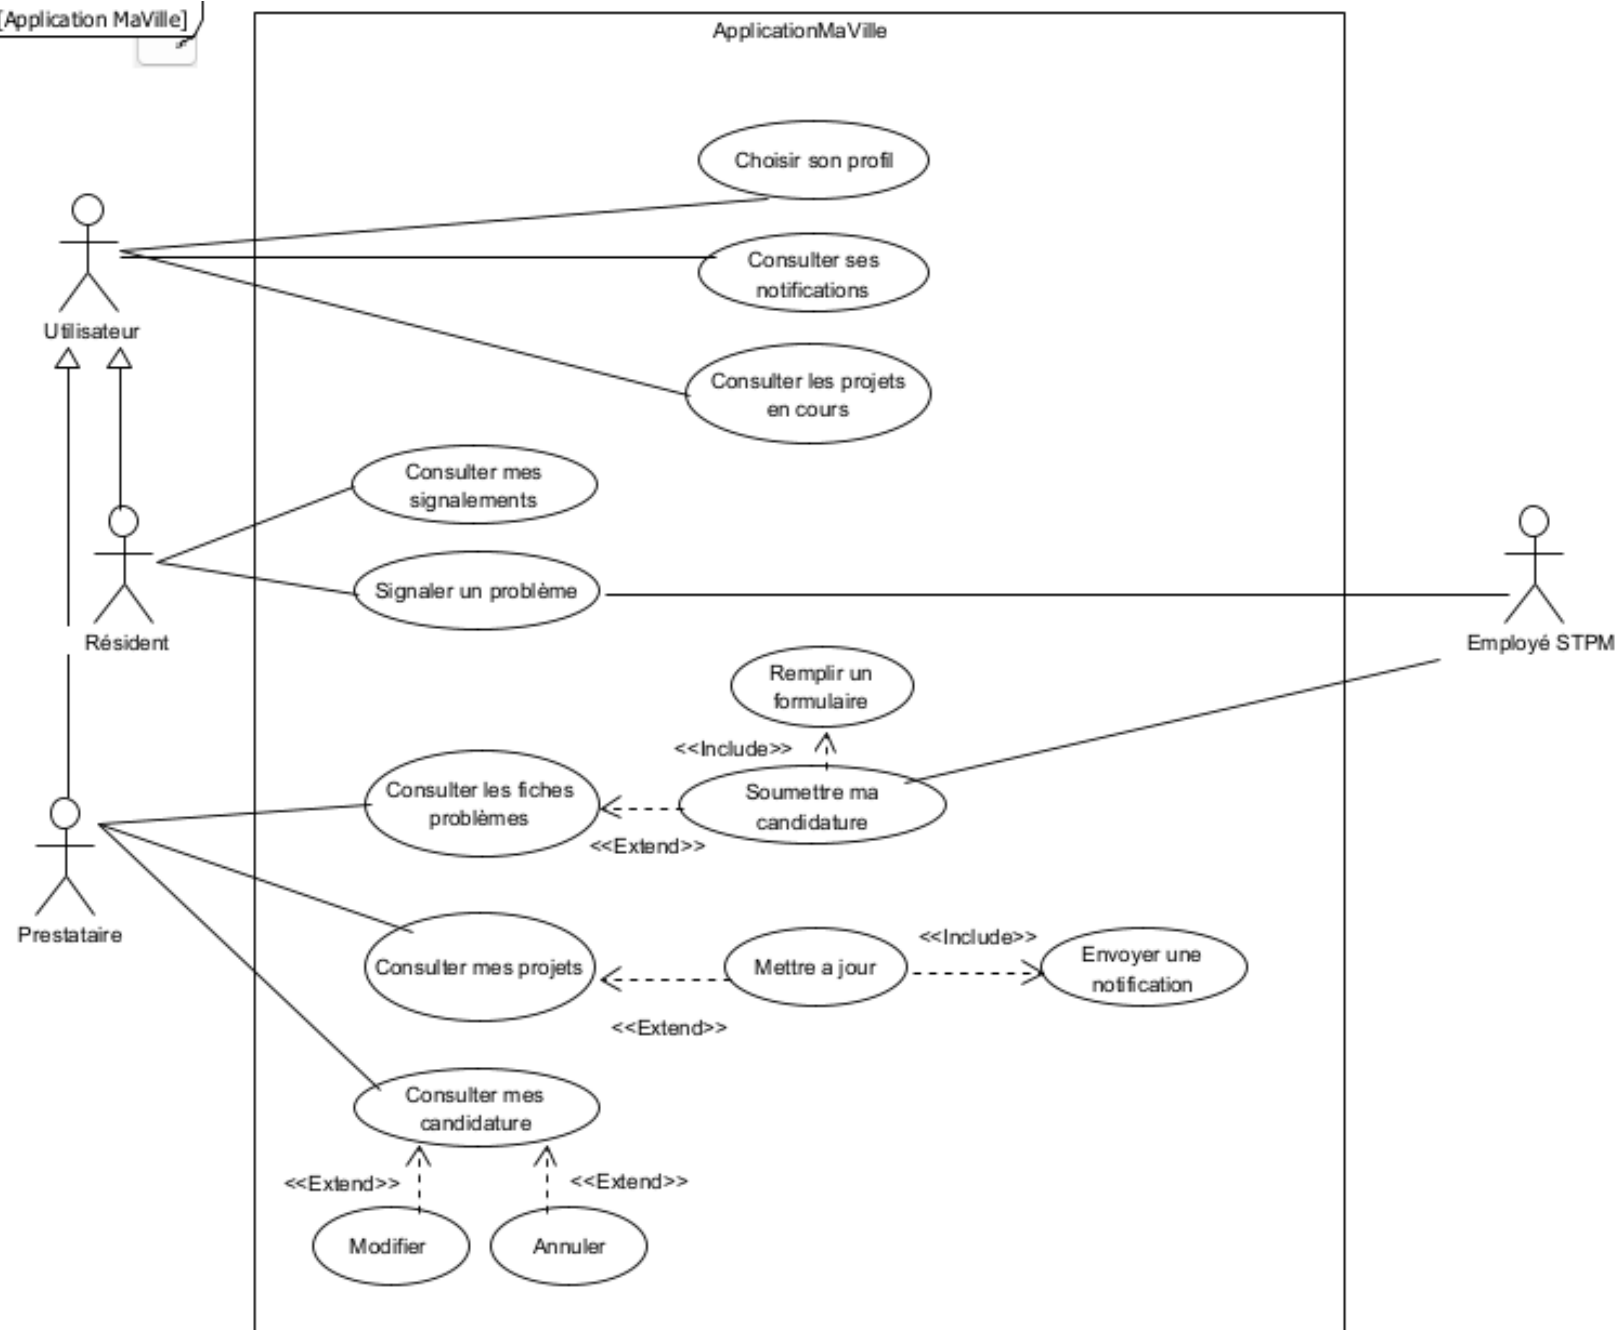 [Application MaVille]
ApplicationMaVille
Choisir son profil
Consulter ses
notifications
Utilisateur
Consulter les projets
en cours
Consulter mes
signalements
Signaler un problème
Résident
Employé STPM
Remplir un
formulaire
<<Include>>
Consulter les fiches
problèmes
Soumettre ma
candidature
<<Extend>>
Prestataire
<<Include>>
Consulter mes projets
Mettre a jour
Envoyer une
notification
<<Extend>>
Consulter mes
candidature
<<Extend>>
<<Extend>>
Modifier
Annuler